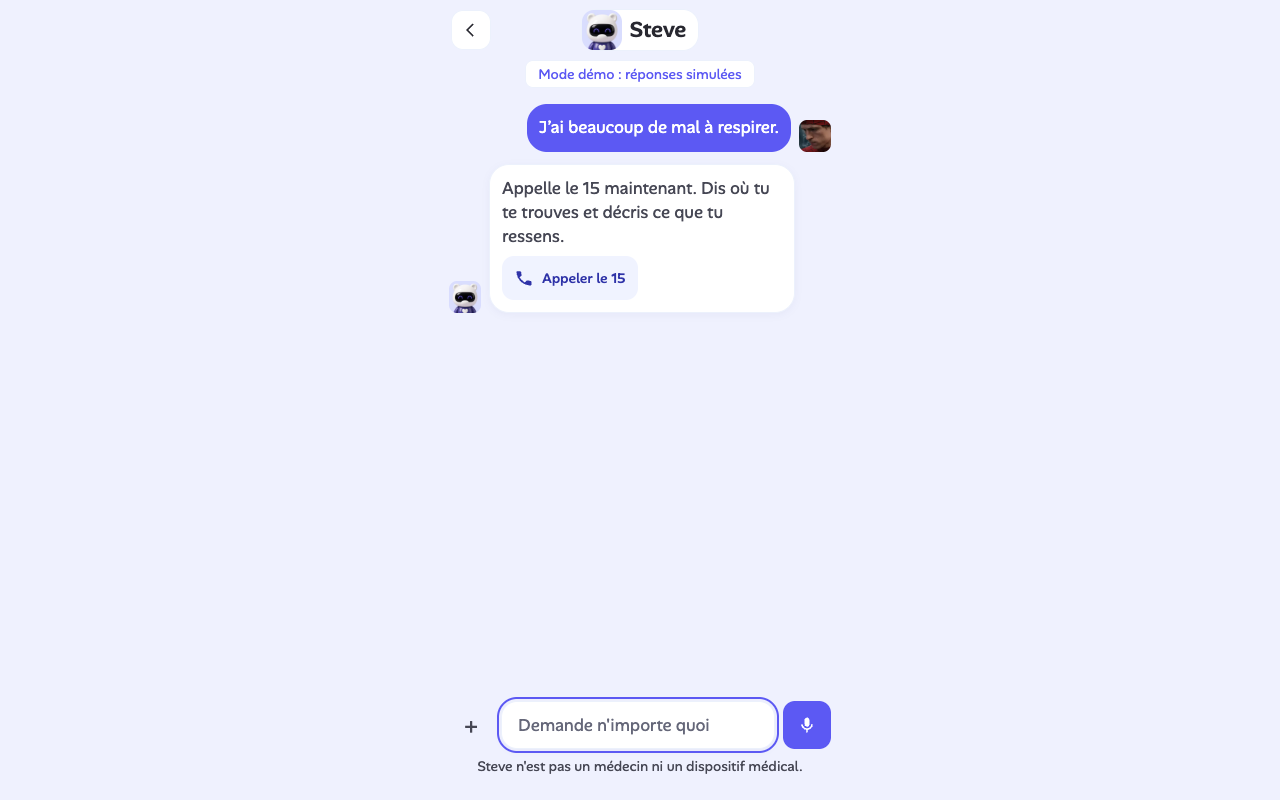 Steve
Mode démo : réponses simulées
J'ai beaucoup de mal à respirer.
Appelle le 15 maintenant. Dis où tu
te trouves et décris ce que tu
ressens.
Appeler le 15
Demande n'importe quoi
Steve n'est pas un médecin ni un dispositif médical.